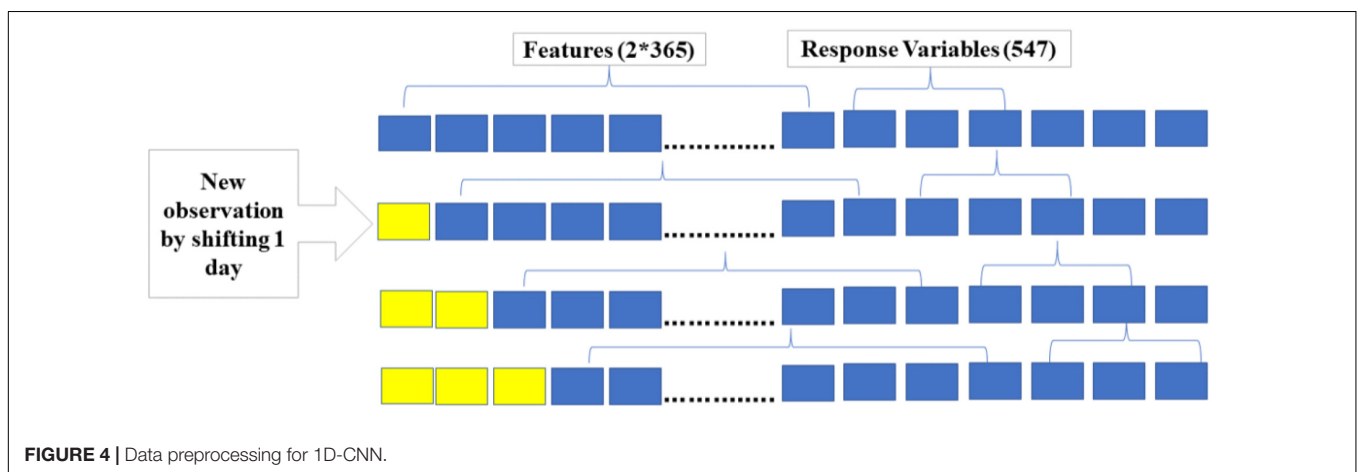 Features (2*365)
Response Variables (547)
New
observation
by shifting 1
day
FIGURE 4 | Data preprocessing for 1D-CNN.